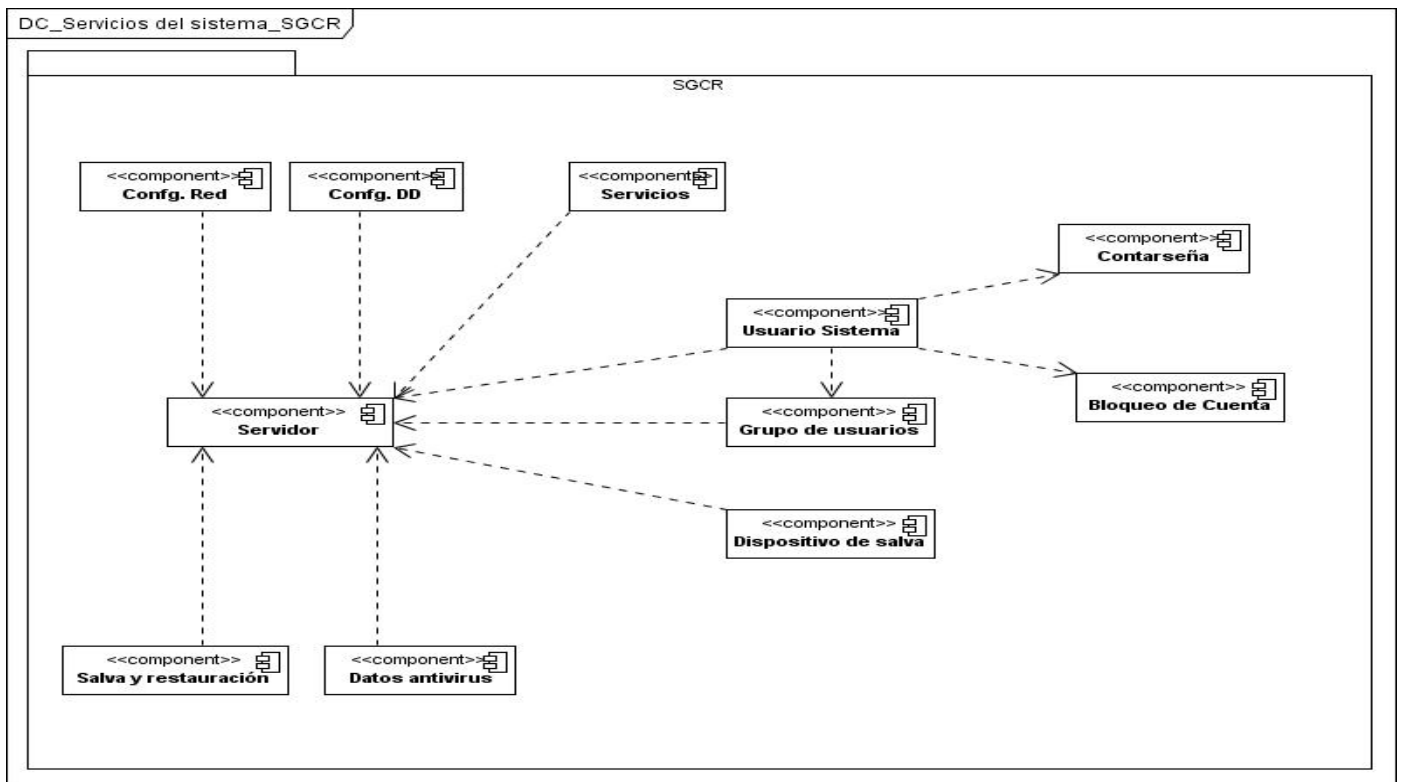 DC_Servicios del sistema_SGCR
SGCR
<<component>>
Confg. Red
<<component>>
Confg. DD
<<component>>
Servicios
<<component>>
Contarseña
<<component>>
Usuario Sistema
<<component>>
Bloqueo de Cuenta
<<component>>
Servidor
<<component>>
Grupo de usuarios
<<component>>
Dispositivo de salva
<<component>>
Salva y restauración
<<component>>
Datos antivirus